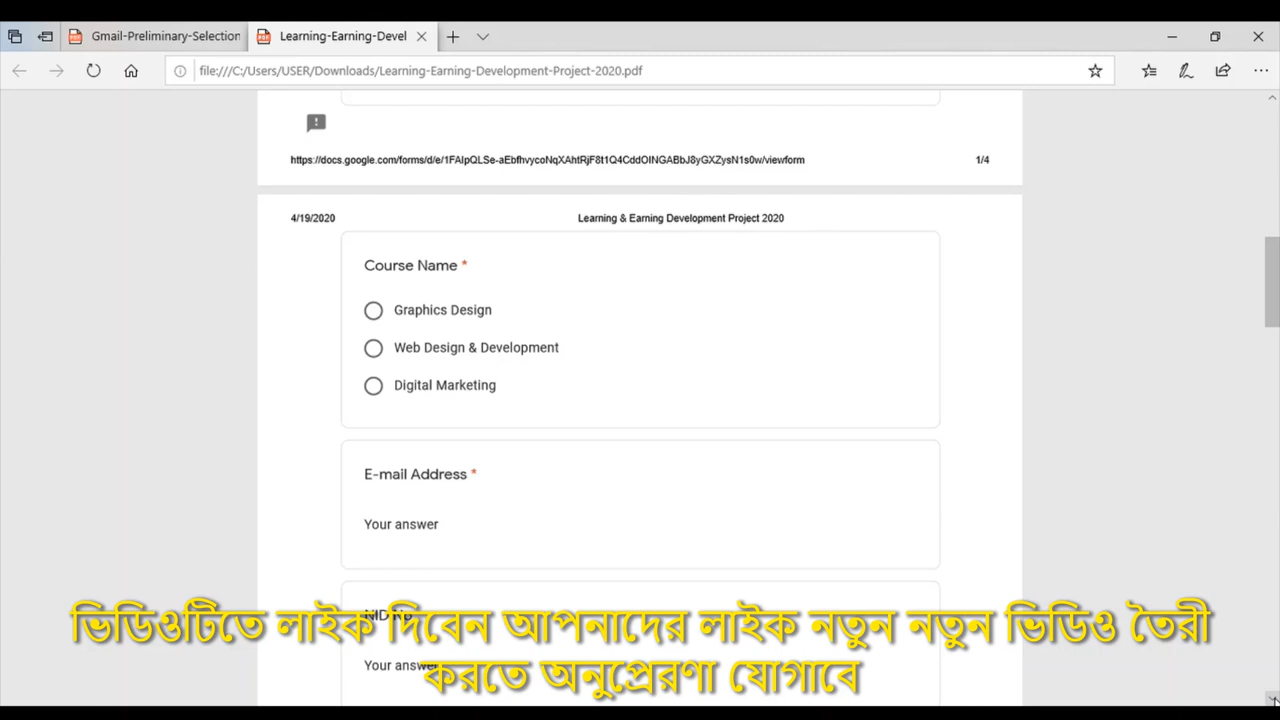 Gmail-Preliminary-Selection
Learning-Earning-Devel
file:///C:/Users/USER/Downloads/Learning-Earning-Development-Project-2020.pdf
https://docs.google.com/forms/d/e/1FAIpQLSe-aEbfhvycoNqXAhtRjF8t1Q4CddOINGABbJ8yGXZysN1s0w/viewform 1/4
4/19/2020 Learning & Earning Development Project 2020
Course Name *
Graphics Design
Web Design & Development
Digital Marketing
E-mail Address *
Your answer
NID
Your answer
ভিডিওটিতে লাইক দিবেন আপনাদের লাইক নতুন নতুন ভিডিও তৈরী
করতে অনুপ্রেরণা যোগাবে